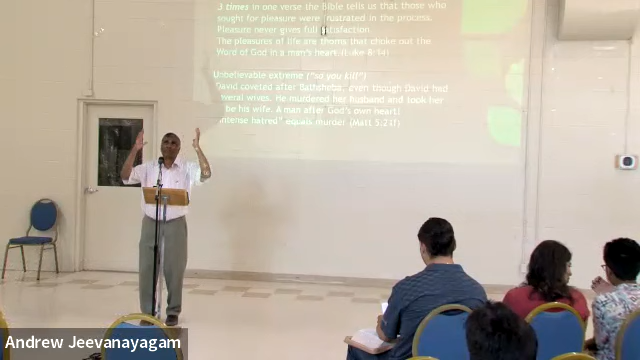 3 times in one verse the Bible tells us that those who
sought for pleasure were frustrated in the process.
Pleasure never gives full satisfaction.
The pleasures of life are thorns that choke out the
Word of God in a man's heart. (Luke 8:14)
Unbelievable extreme ("so you kill")
David coveted after Bathsheba, even though David had
several wives. He murdered her husband and took her
to be his wife. A man after God's own heart!
"Intense hatred" equals murder (Matt 5:21f)
Andrew Jeevanayagam